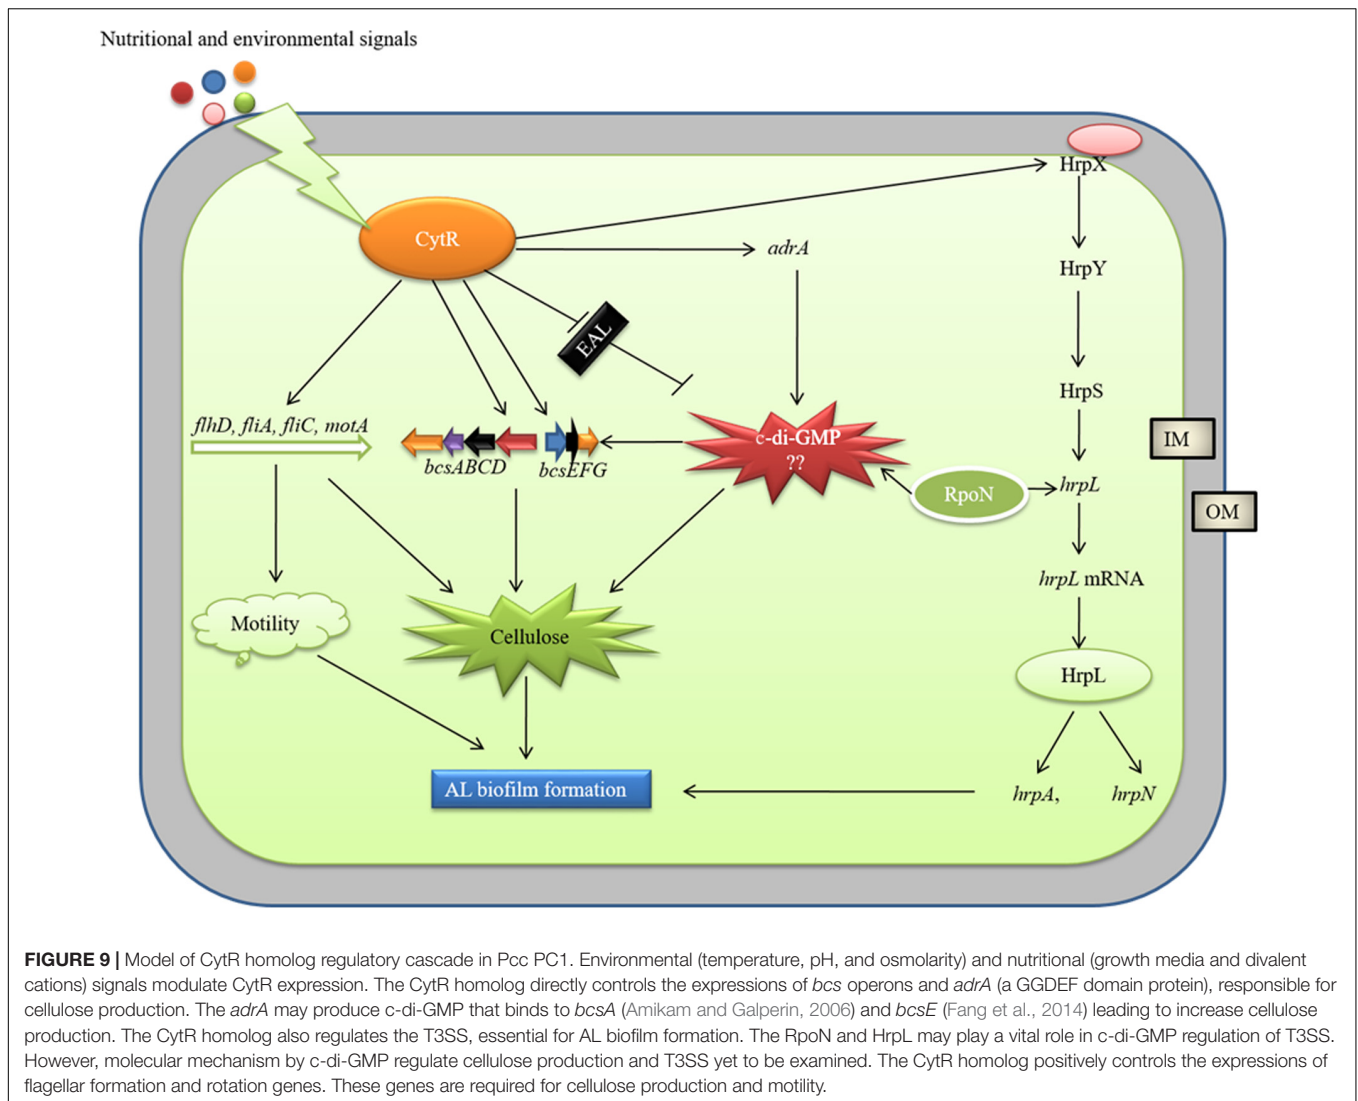 Nutritional and environmental signals
HrpX
CytR
adrA
HrpY
EAL
HrpS
flhD, fliA, fliC, motA
c-di-GMP
??
IM
bcsABCD
bcsEFG
RpoN
hrpL
OM
hrpL mRNA
Motility
Cellulose
HrpL
AL biofilm formation
hrpA,
hrpN
FIGURE 9 | Model of CytR homolog regulatory cascade in Pcc PC1. Environmental (temperature, pH, and osmolarity) and nutritional (growth media and divalent
cations) signals modulate CytR expression. The CytR homolog directly controls the expressions of bcs operons and adrA (a GGDEF domain protein), responsible for
cellulose production. The adrA may produce c-di-GMP that binds to bcsA (Amikam and Galperin, 2006) and bcsE (Fang et al., 2014) leading to increase cellulose
production. The CytR homolog also regulates the T3SS, essential for AL biofilm formation. The RpoN and HrpL may play a vital role in c-di-GMP regulation of T3SS.
However, molecular mechanism by c-di-GMP regulate cellulose production and T3SS yet to be examined. The CytR homolog positively controls the expressions of
flagellar formation and rotation genes. These genes are required for cellulose production and motility.